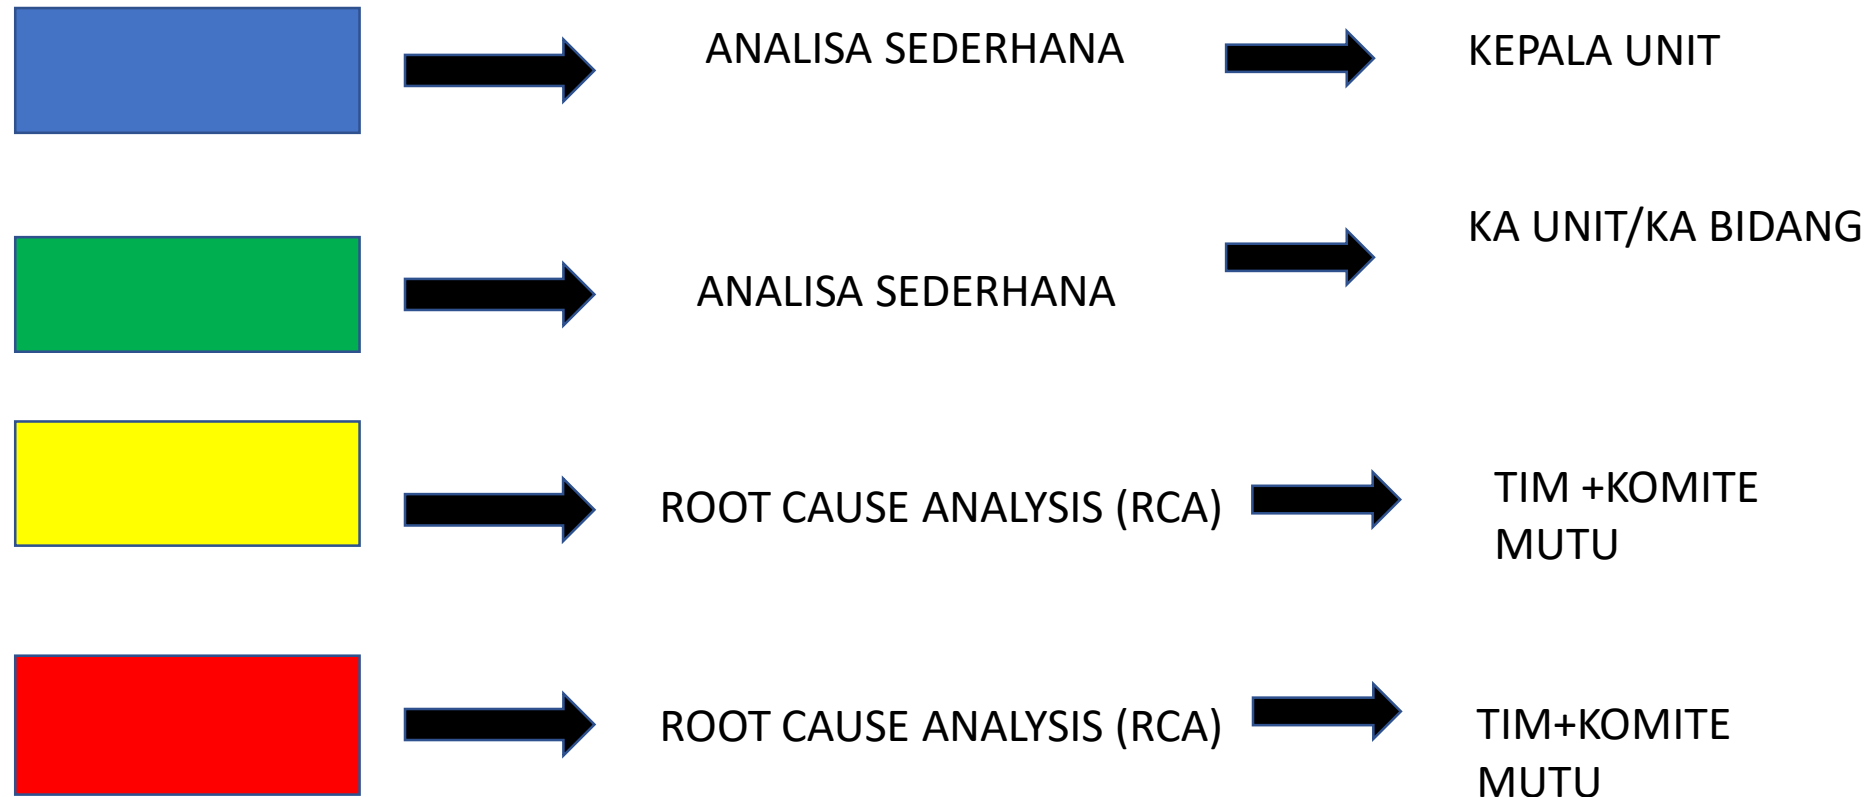 ANALISA SEDERHANA
KEPALA UNIT
ANALISA SEDERHANA
KA UNIT/KA BIDANG
ROOT CAUSE ANALYSIS (RCA)
TIM +KOMITE
MUTU
ROOT CAUSE ANALYSIS (RCA)
TIM+KOMITE
MUTU